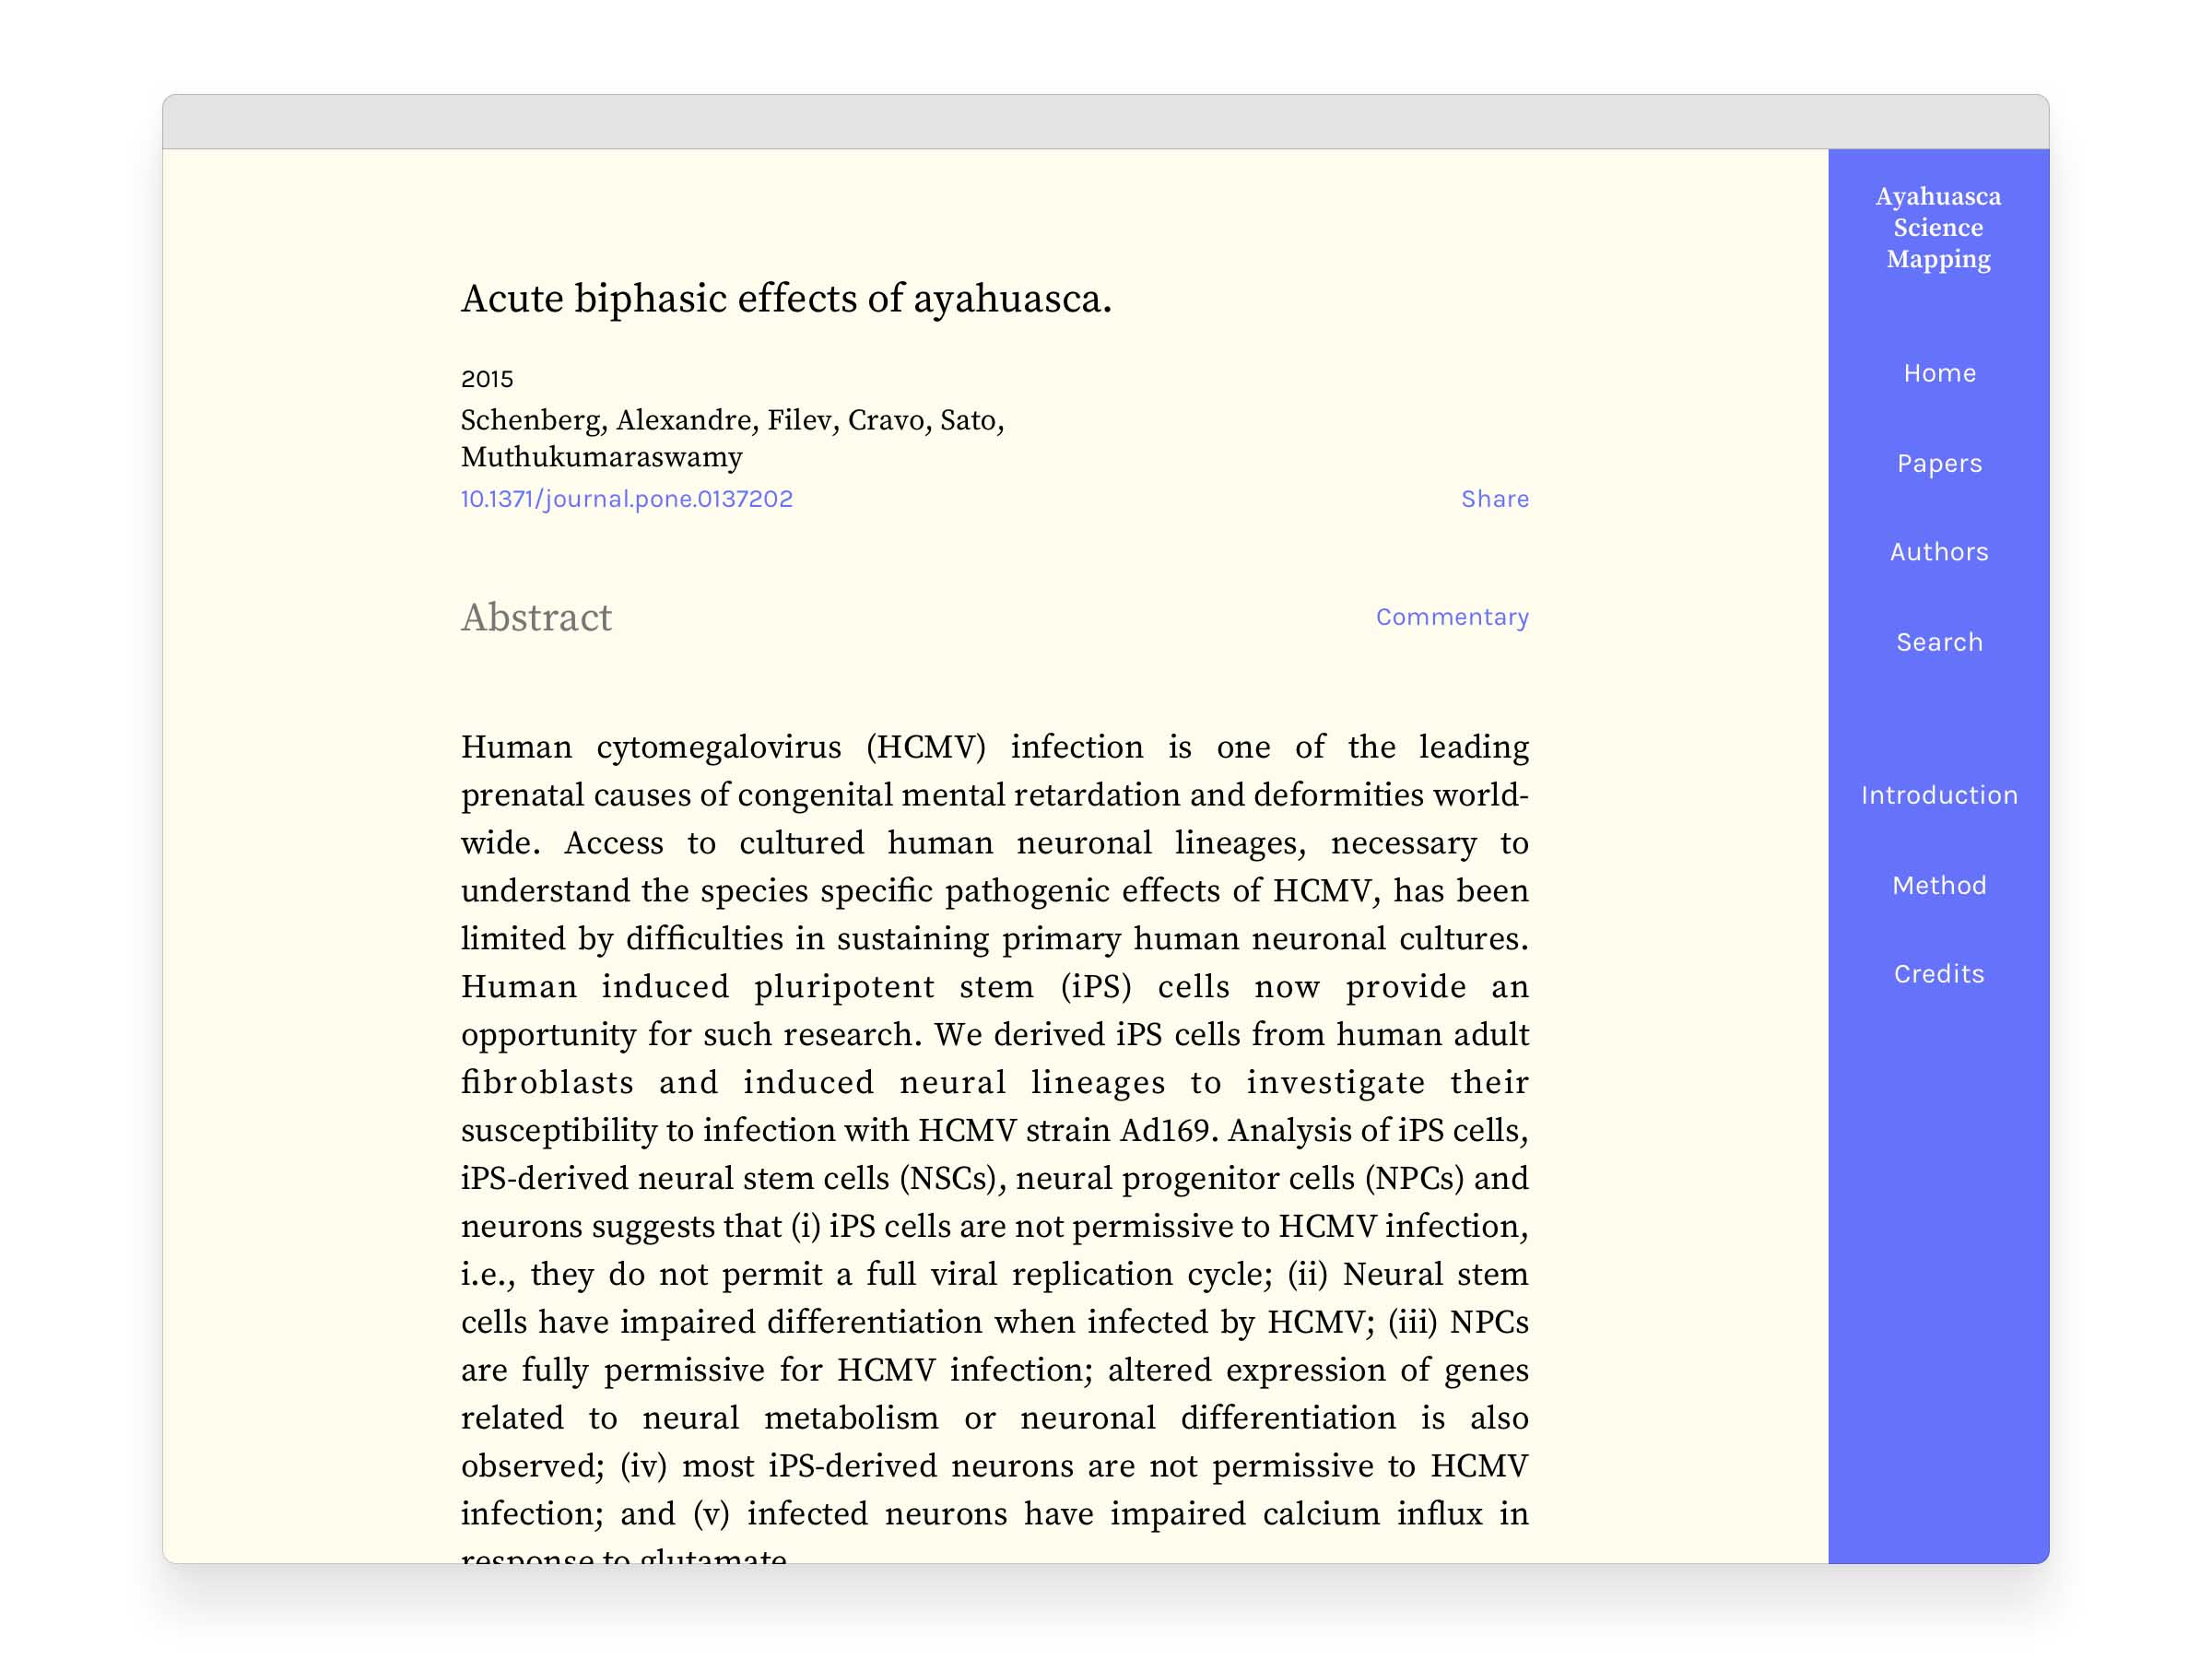 Acute biphasic effects of ayahuasca.
2015
Schenberg, Alexandre, Filev, Cravo, Sato,
Muthukumaraswamy
10.1371/journal.pone.0137202
Share
Abstract
Commentary
Human cytomegalovirus (HCMV) infection is one of the leading
prenatal causes of congenital mental retardation and deformities world-
wide. Access to cultured human neuronal lineages, necessary to
understand the species specific pathogenic effects of HCMV, has been
limited by difficulties in sustaining primary human neuronal cultures.
Human induced pluripotent stem (iPS) cells now provide an
opportunity for such research. We derived iPS cells from human adult
fibroblasts and induced neural lineages to investigate their
susceptibility to infection with HCMV strain Ad169. Analysis of iPS cells,
iPS-derived neural stem cells (NSCs), neural progenitor cells (NPCs) and
neurons suggests that (i) iPS cells are not permissive to HCMV infection,
i.e., they do not permit a full viral replication cycle; (ii) Neural stem
cells have impaired differentiation when infected by HCMV; (iii) NPCs
are fully permissive for HCMV infection; altered expression of genes
related to neural metabolism or neuronal differentiation is also
observed; (iv) most iPS-derived neurons are not permissive to HCMV
infection; and (v) infected neurons have impaired calcium influx in
response to glutamate
Ayahuasca
Science
Mapping
Home
Papers
Authors
Search
Introduction
Method
Credits